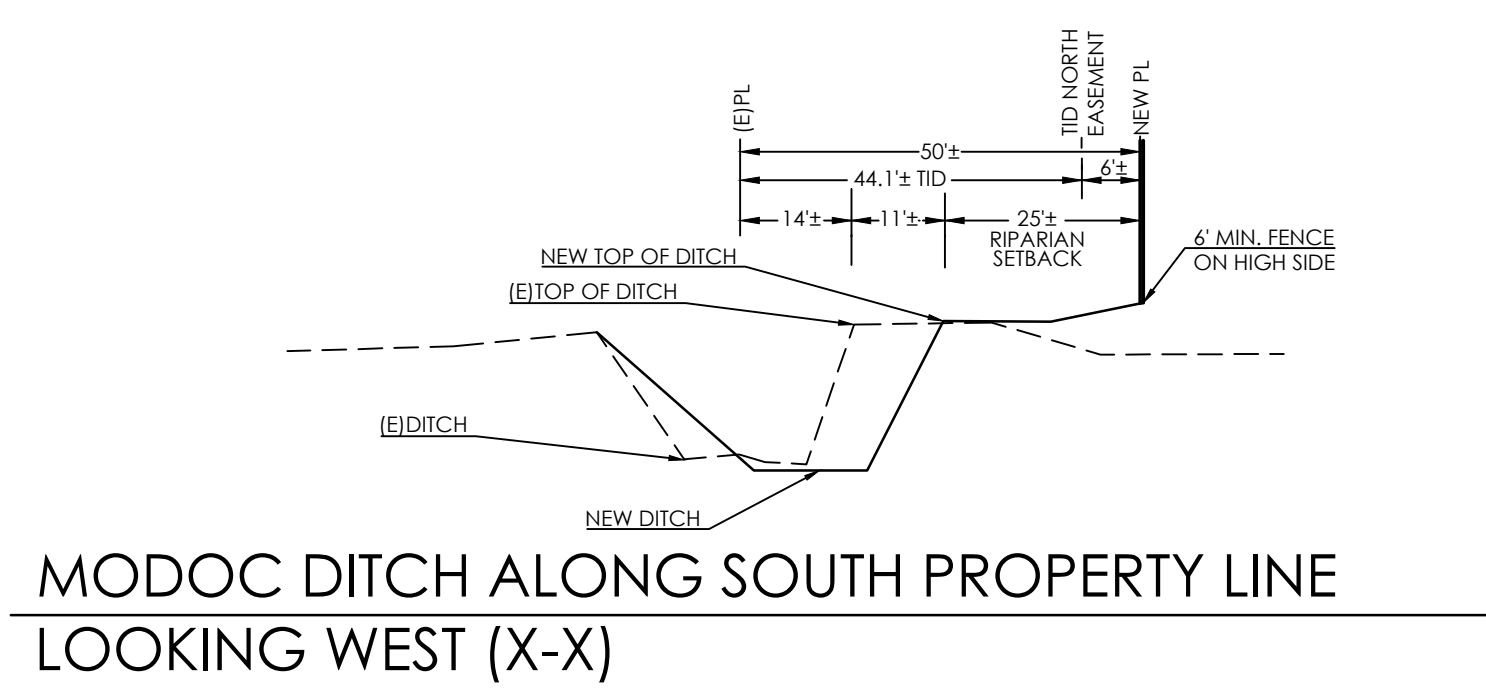 (E)PL
TID NORTH
EASEMENT
NEW PL
50'±
44.1'± TID
6'±
14'±
11'±
25'±
RIPARIAN
SETBACK
6' MIN. FENCE
ON HIGH SIDE
NEW TOP OF DITCH
(E)TOP OF DITCH
(E)DITCH
NEW DITCH
MODOC DITCH ALONG SOUTH PROPERTY LINE
LOOKING WEST (X-X)